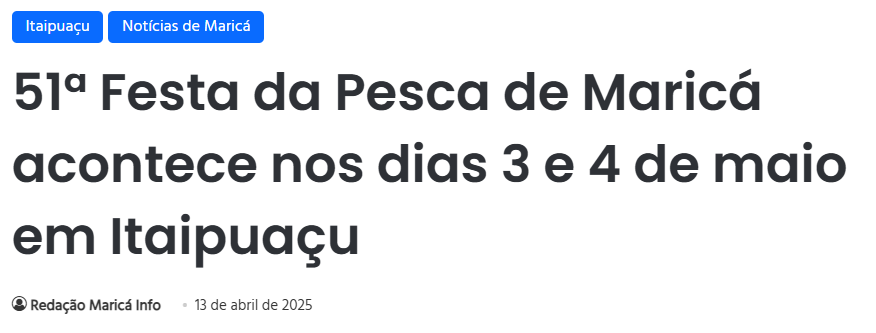 Itaipuaçu Notícias de Maricá
51ª Festa da Pesca de Maricá
acontece nos dias 3 e 4 de maio
em Itaipuaçu
Redação Maricá Info • 13 de abril de 2025